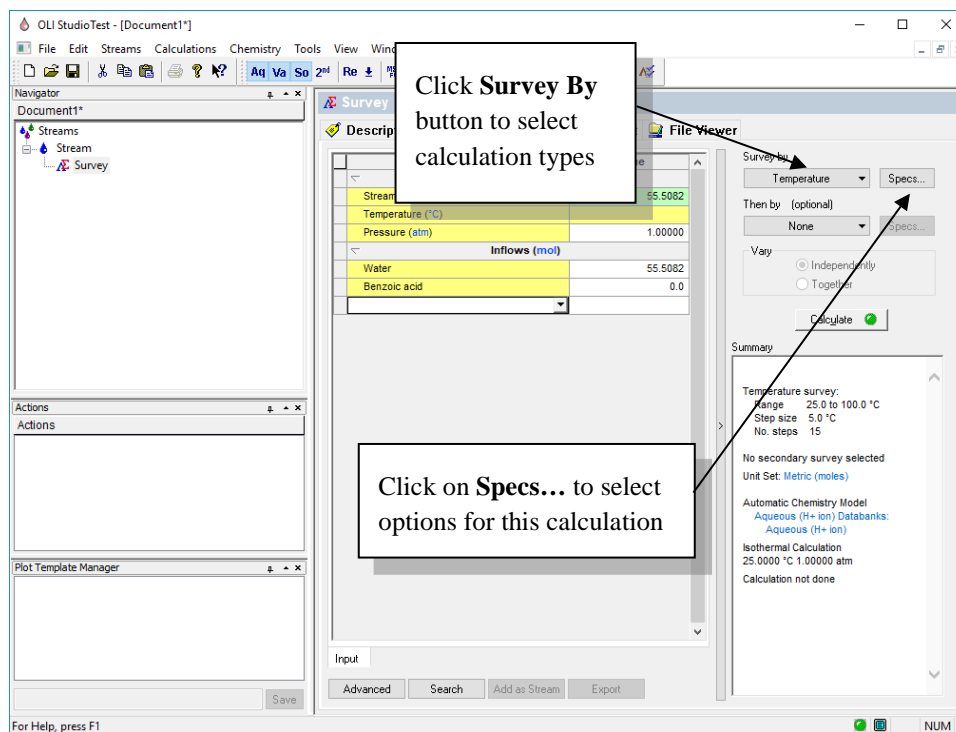 OLI StudioTest - [Document1*]
File Edit Streams Calculations Chemistry Tools View
Aq Va So 2nd Re
Navigator
Document1*
Streams
Stream
Survey
Actions
Actions
Plot Template Manager
Save
For Help, press F1
Survey
File Viewer
Click Survey By
button to select
calculation types
Stream 55.5082
Temperature (°C)
Pressure (atm) 1.00000
Inflows (mol)
Water 55.5082
Benzoic acid 0.0
Click on Specs… to select
options for this calculation
Input
Advanced Search Add as Stream Export
Survey by
Temperature Specs...
Then by (optional)
None Specs...
Vary
Independently
Together
Calculate
Summary
Temperature survey:
Range 25.0 to 100.0 °C
Step size 5.0 °C
No. steps 15
No secondary survey selected
Unit Set: Metric (moles)
Automatic Chemistry Model
Aqueous (H+ ion) Databanks:
Aqueous (H+ ion)
Isothermal Calculation
25.0000 °C 1.00000 atm
Calculation not done
NUM